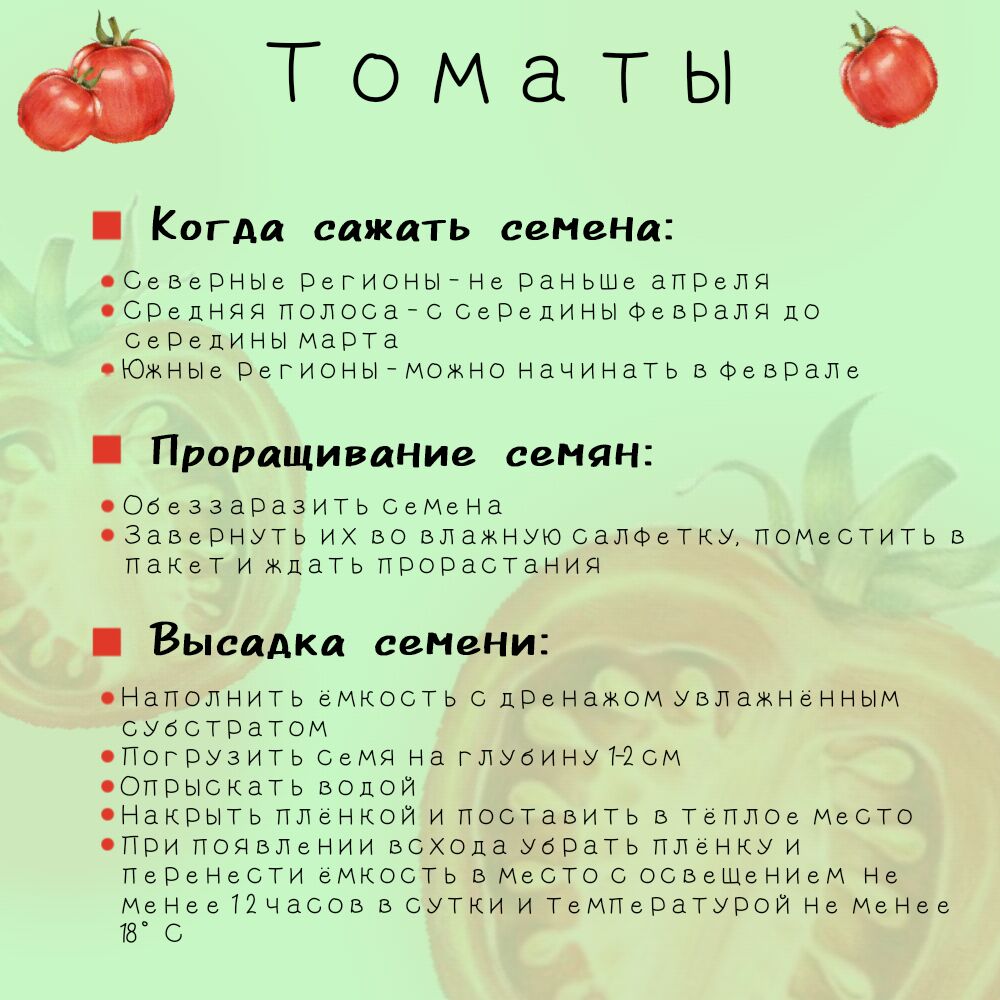 Томаты
Когда сажать семена:
Северные регионы - не раньше апреля
Средняя полоса - с середины февраля до
середины марта
Южные регионы - можно начинать в феврале
Проращивание семян:
Обеззаразить семена
Завернуть их во влажную салфетку, поместить в
пакет и ждать прорастания
Высадка семени:
Наполнить ёмкость с дренажом увлажнённым
субстратом
Погрузить семя на глубину 1-2 см
Опрыскать водой
Накрыть плёнкой и поставить в тёплое место
При появлении всхода убрать плёнку и
перенести ёмкость в место с освещением не
менее 12 часов в сутки и температурой не менее
18° С